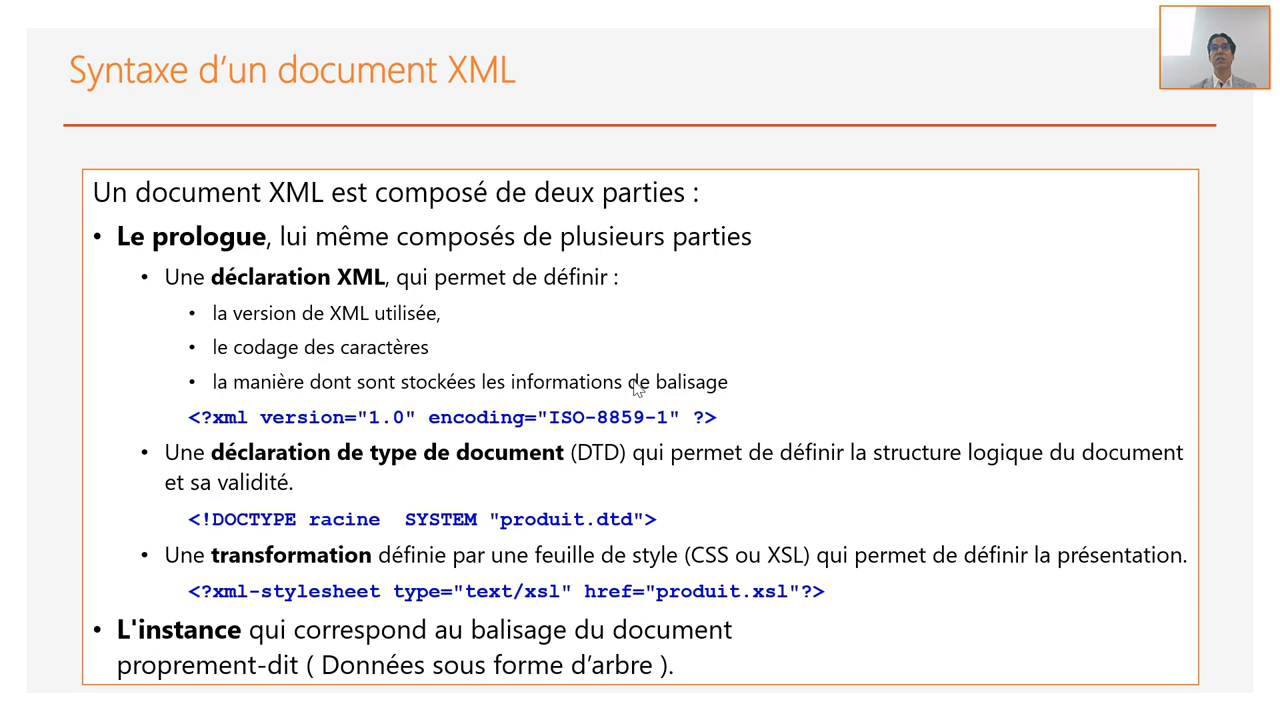 Syntaxe d’un document XML
Un document XML est composé de deux parties :
• Le prologue, lui même composés de plusieurs parties
• Une déclaration XML, qui permet de définir :
• la version de XML utilisée,
• le codage des caractères
• la manière dont sont stockées les informations de balisage
<?xml version="1.0" encoding="ISO-8859-1" ?>
• Une déclaration de type de document (DTD) qui permet de définir la structure logique du document
et sa validité.
<!DOCTYPE racine  SYSTEM "produit.dtd">
• Une transformation définie par une feuille de style (CSS ou XSL) qui permet de définir la présentation.
<?xml-stylesheet type="text/xsl" href="produit.xsl"?>
• L'instance qui correspond au balisage du document
proprement-dit ( Données sous forme d’arbre ).